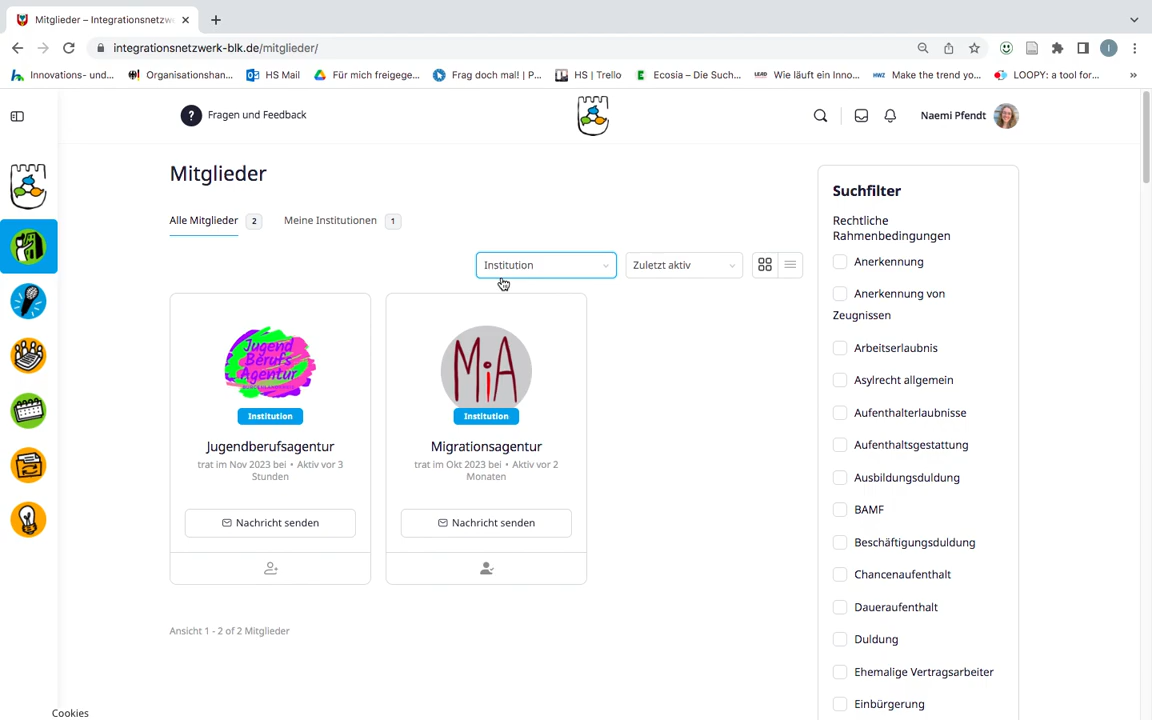 Mitglieder – Integrationsnetzw
integrationsnetzwerk-blk.de/mitglieder/
Innovations- und... Organisationshan... HS Mail Für mich freigege... Frag doch mal! | P... HS | Trello Ecosia – Die Such... LEAD Wie läuft ein Inno... HWZ Make the trend yo... LOOPY: a tool for... »
? Fragen und Feedback
Naemi Pfendt
Mitglieder
Alle Mitglieder 2 Meine Institutionen 1
Institution Zuletzt aktiv
Jugend
Berufs
Agentur
Institution
Jugendberufsagentur
trat im Nov 2023 bei • Aktiv vor 3
Stunden
Nachricht senden
MiA
Institution
Migrationsagentur
trat im Okt 2023 bei • Aktiv vor 2
Monaten
Nachricht senden
Ansicht 1 - 2 of 2 Mitglieder
Suchfilter
Rechtliche
Rahmenbedingungen
Anerkennung
Anerkennung von
Zeugnissen
Arbeitserlaubnis
Asylrecht allgemein
Aufenthalterlaubnisse
Aufenthaltsgestattung
Ausbildungsduldung
BAMF
Beschäftigungsduldung
Chancenaufenthalt
Daueraufenthalt
Duldung
Ehemalige Vertragsarbeiter
Einbürgerung
Cookies